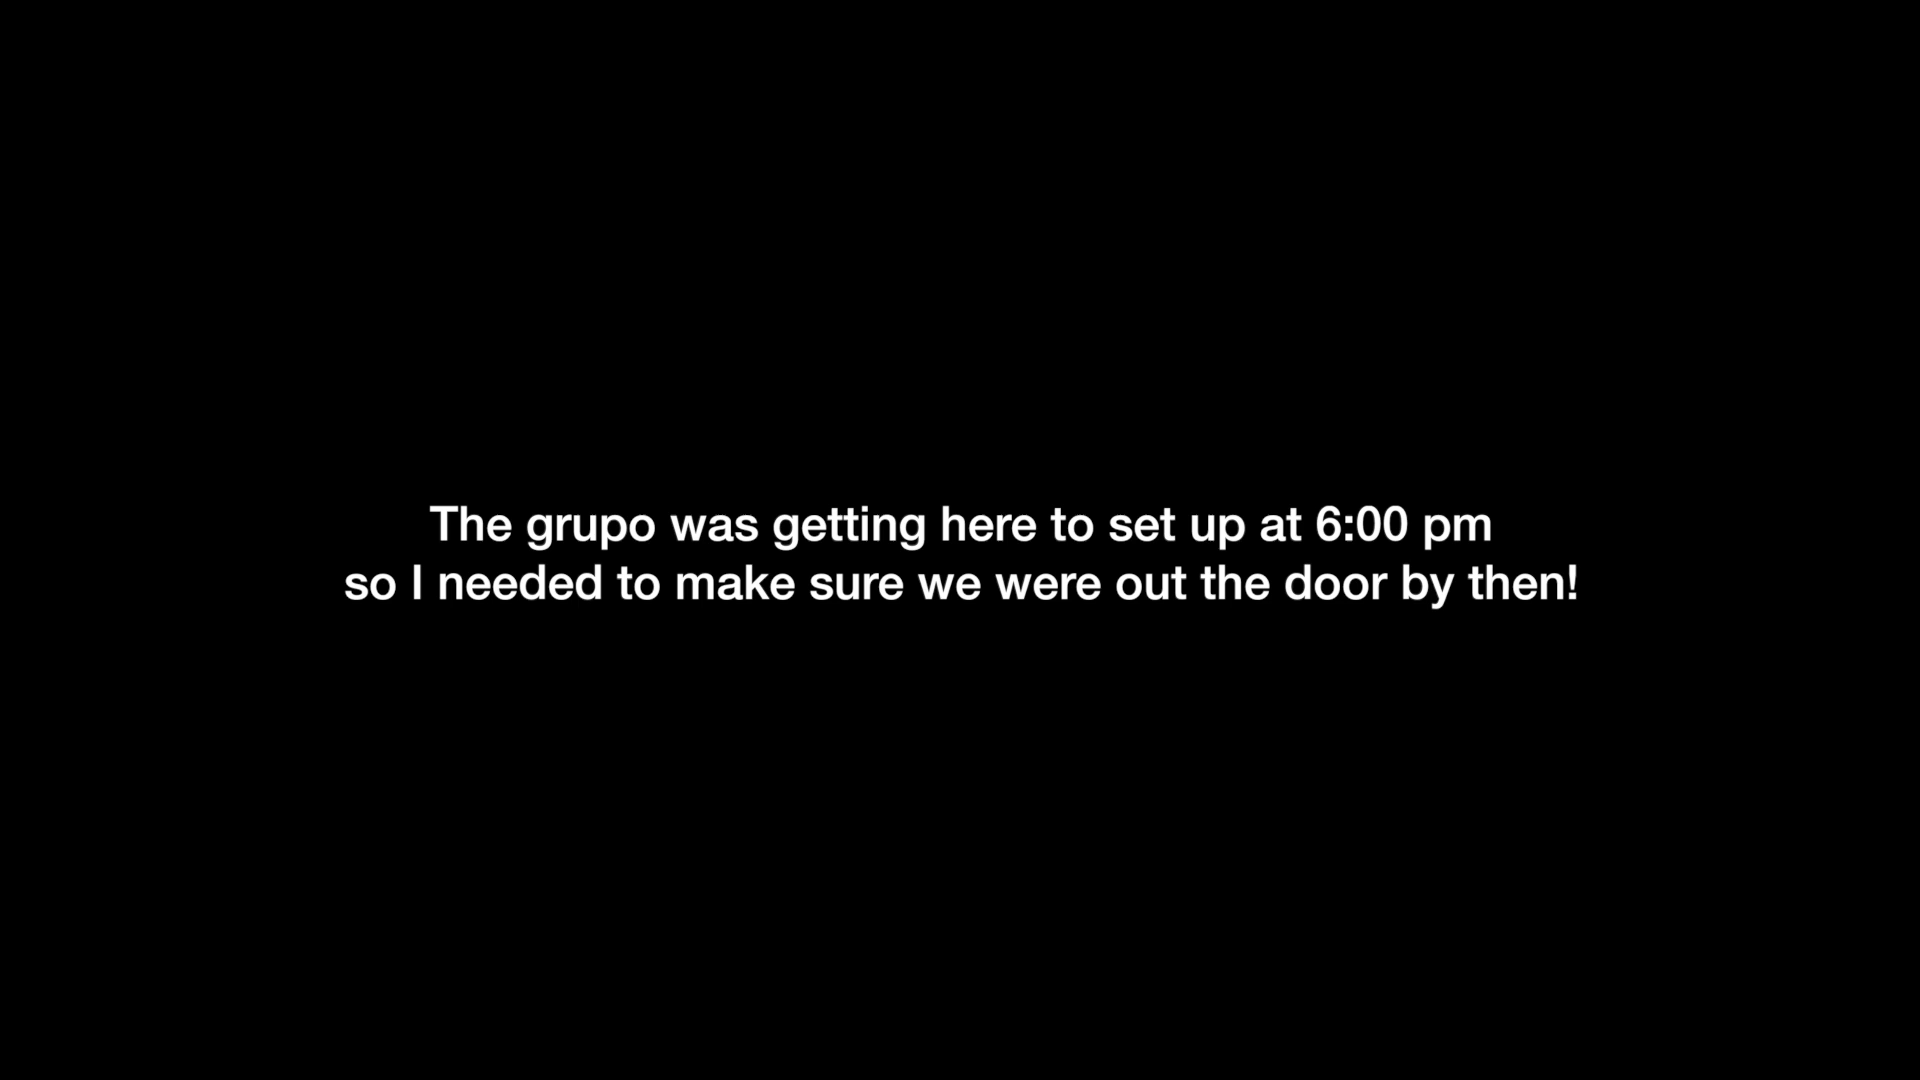 The grupo was getting here to set up at 6:00 pm
so I needed to make sure we were out the door by then!